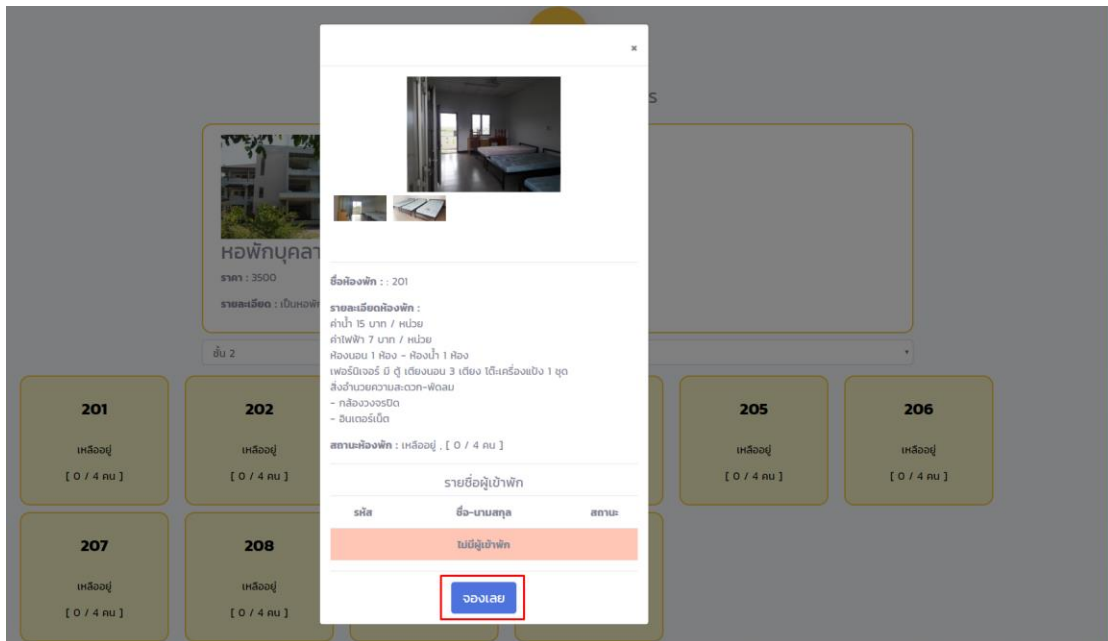 ×
s
หอพักบุคลา
ราคา : 3500
รายละเอียด : เป็นหอพัก
ชั้น 2
ชื่อห้องพัก : : 201
รายละเอียดห้องพัก :
ค่าน้ำ 15 บาท / หน่วย
ค่าไฟฟ้า 7 บาท / หน่วย
ห้องนอน 1 ห้อง - ห้องน้ำ 1 ห้อง
เฟอร์นิเจอร์ มี ตู้ เตียงนอน 3 เตียง โต๊ะเครื่องแป้ง 1 ชุด
สิ่งอำนวยความสะดวก-พัดลม
- กล้องวงจรปิด
- อินเตอร์เน็ต
สถานะห้องพัก : เหลืออยู่ , [ 0 / 4 คน ]
รายชื่อผู้เข้าพัก
รหัส ชื่อ-นามสกุล สถานะ
ไม่มีผู้เข้าพัก
จองเลย
201 202 205 206
เหลืออยู่ เหลืออยู่ เหลืออยู่ เหลืออยู่
[ 0 / 4 คน ] [ 0 / 4 คน ] [ 0 / 4 คน ] [ 0 / 4 คน ]
207 208
เหลืออยู่ เหลืออยู่
[ 0 / 4 คน ] [ 0 / 4 คน ]